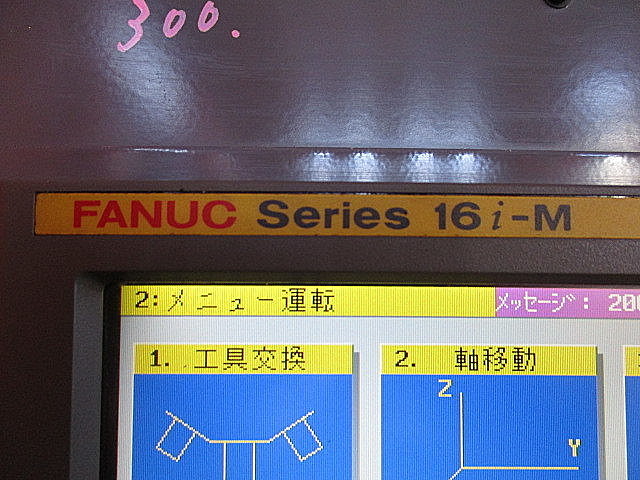 300.
FANUC Series 16i-M
2:メニュー運転 メッセージ: 200
1. 工具交換 2. 軸移動
Z
Y